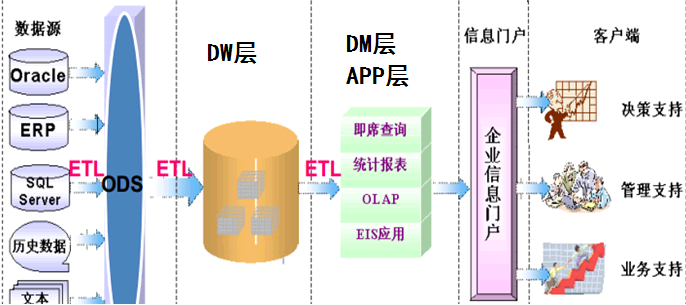 数据源
Oracle
ERP
SQL
Server
历史数据
文本
ETL
ODS
ETL
DW层
ETL
DM层
APP层
即席查询
统计报表
OLAP
EIS应用
信息门户
企业信息门户
客户端
决策支持
管理支持
业务支持